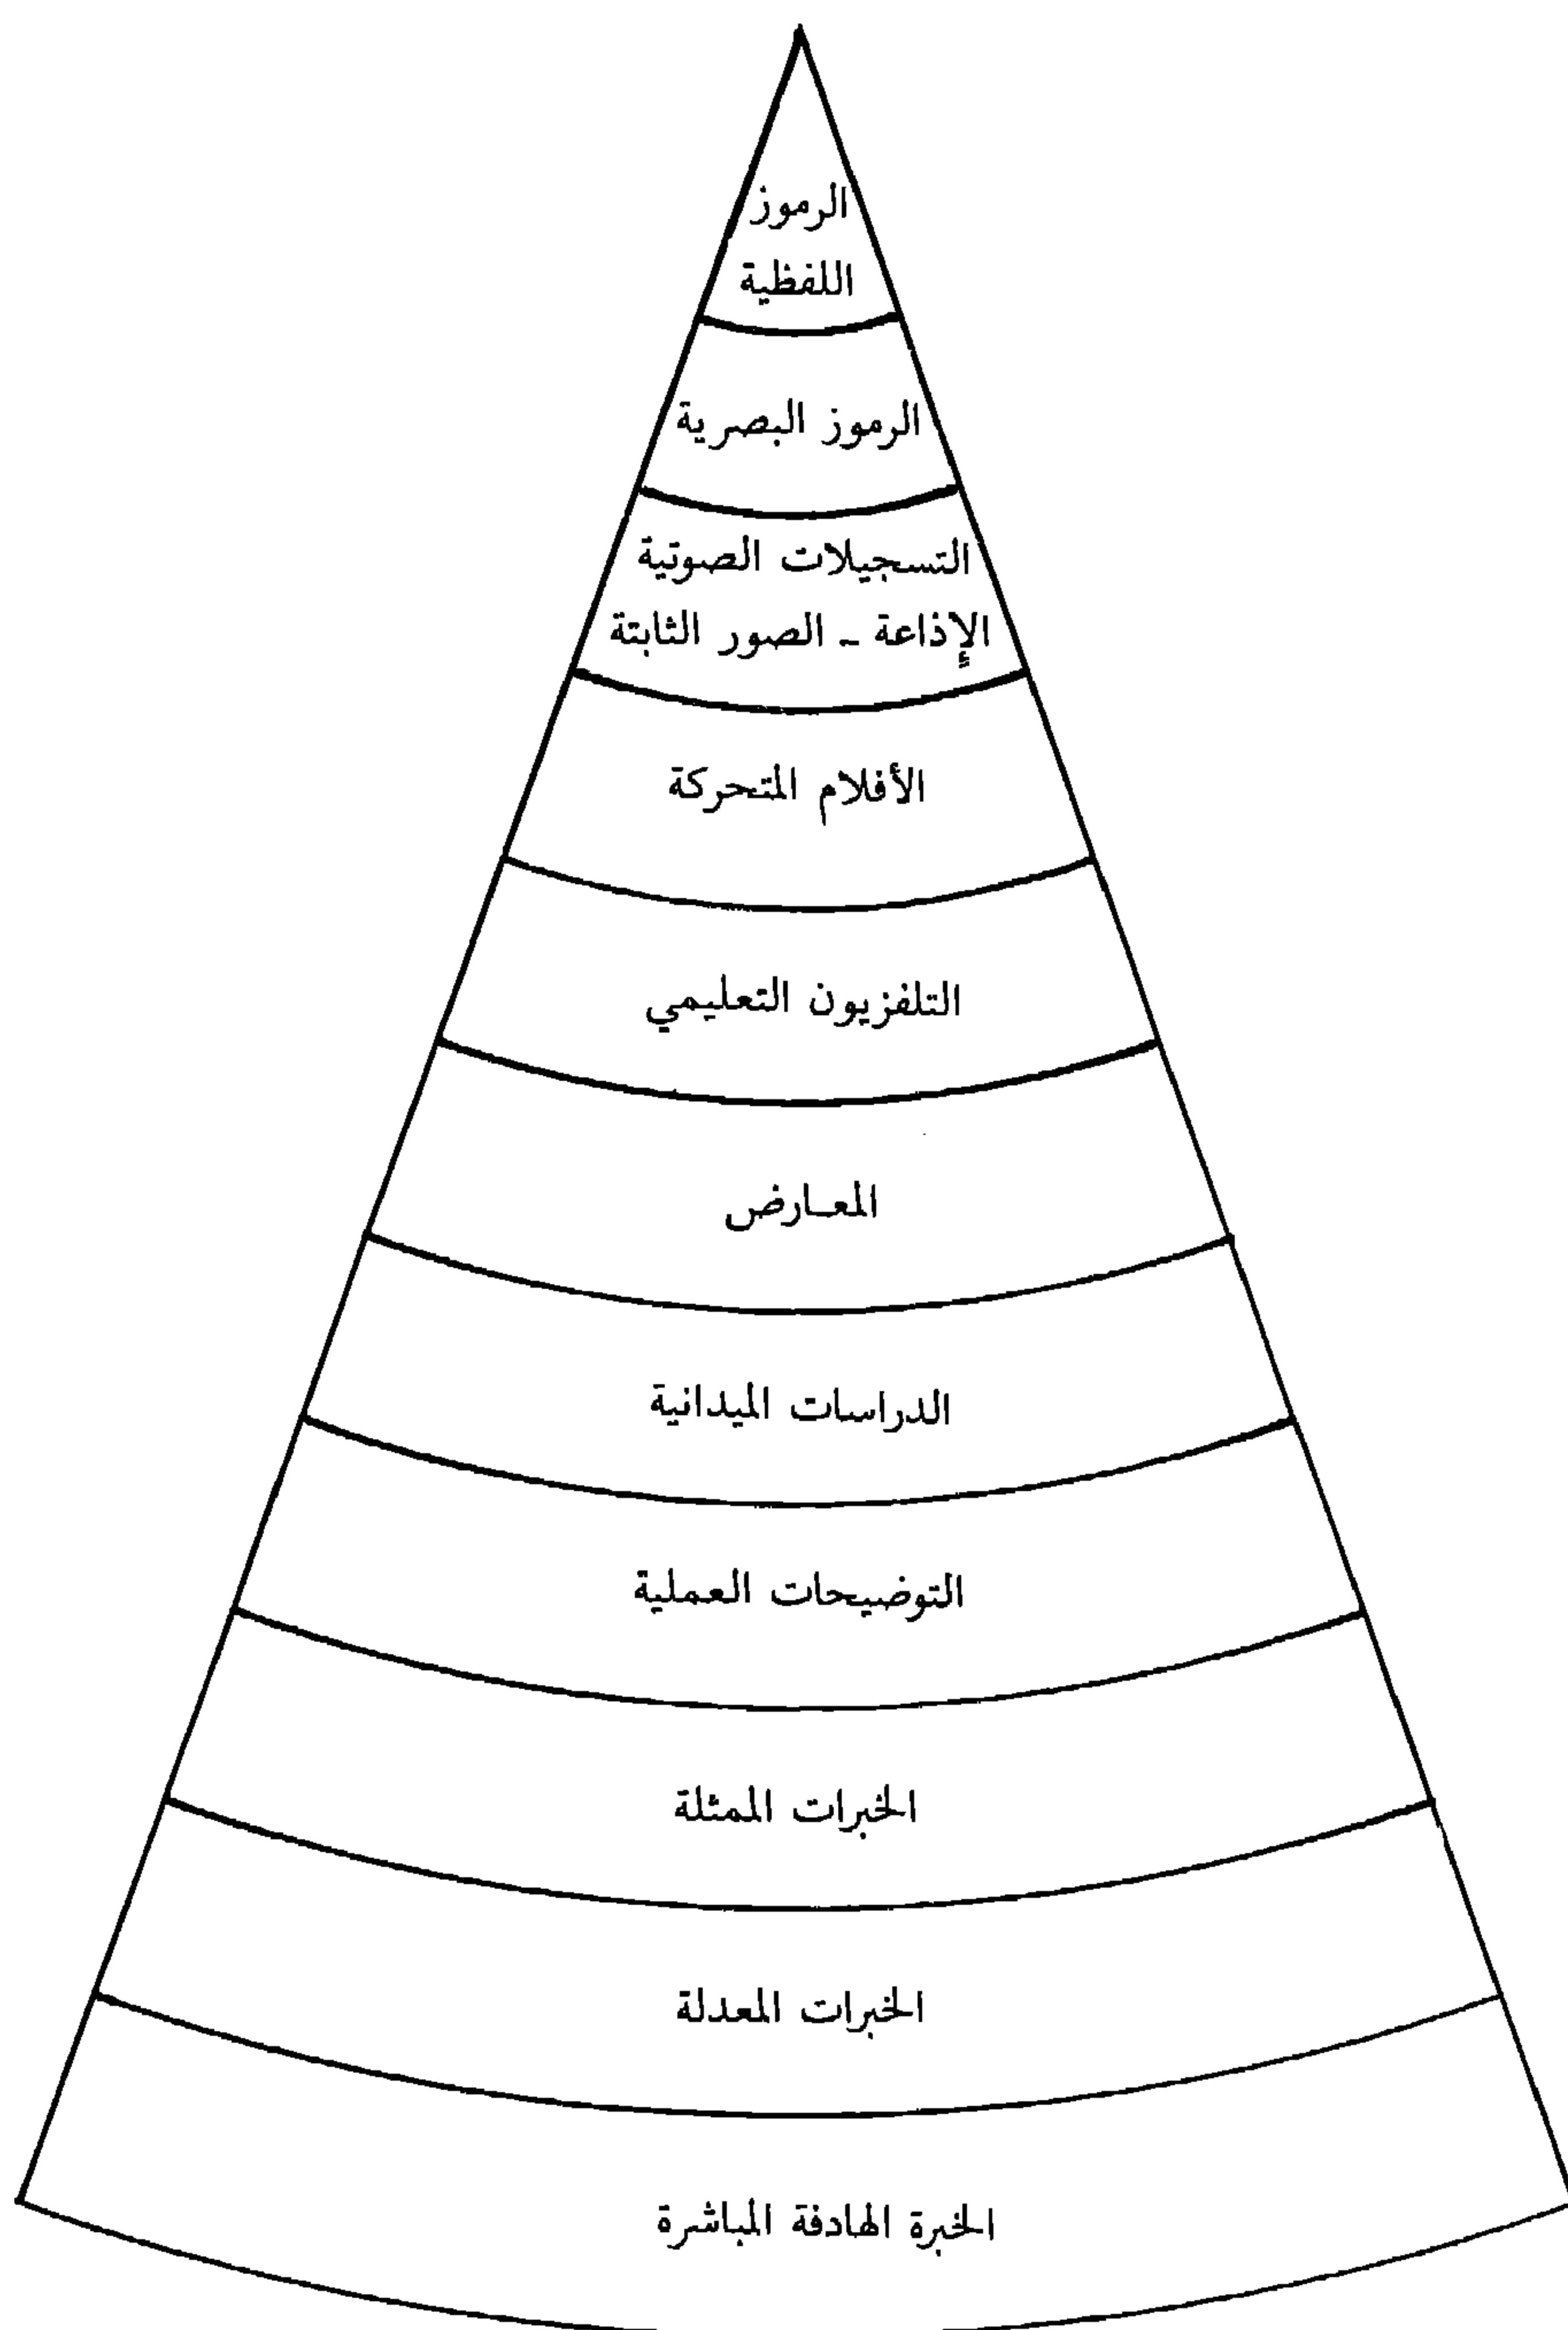 الرموز
اللفظية
الرموز البصرية
التسجيلات الصوتية
الإذاعة ـ الصور الثابتة
الأفلام المتحركة
التلفزيون التعليمي
المعارض
الدراسات الميدانية
التوضيحات العملية
الخبرات الممثلة
الخبرات المعدلة
الخبرة الهادفة المباشرة